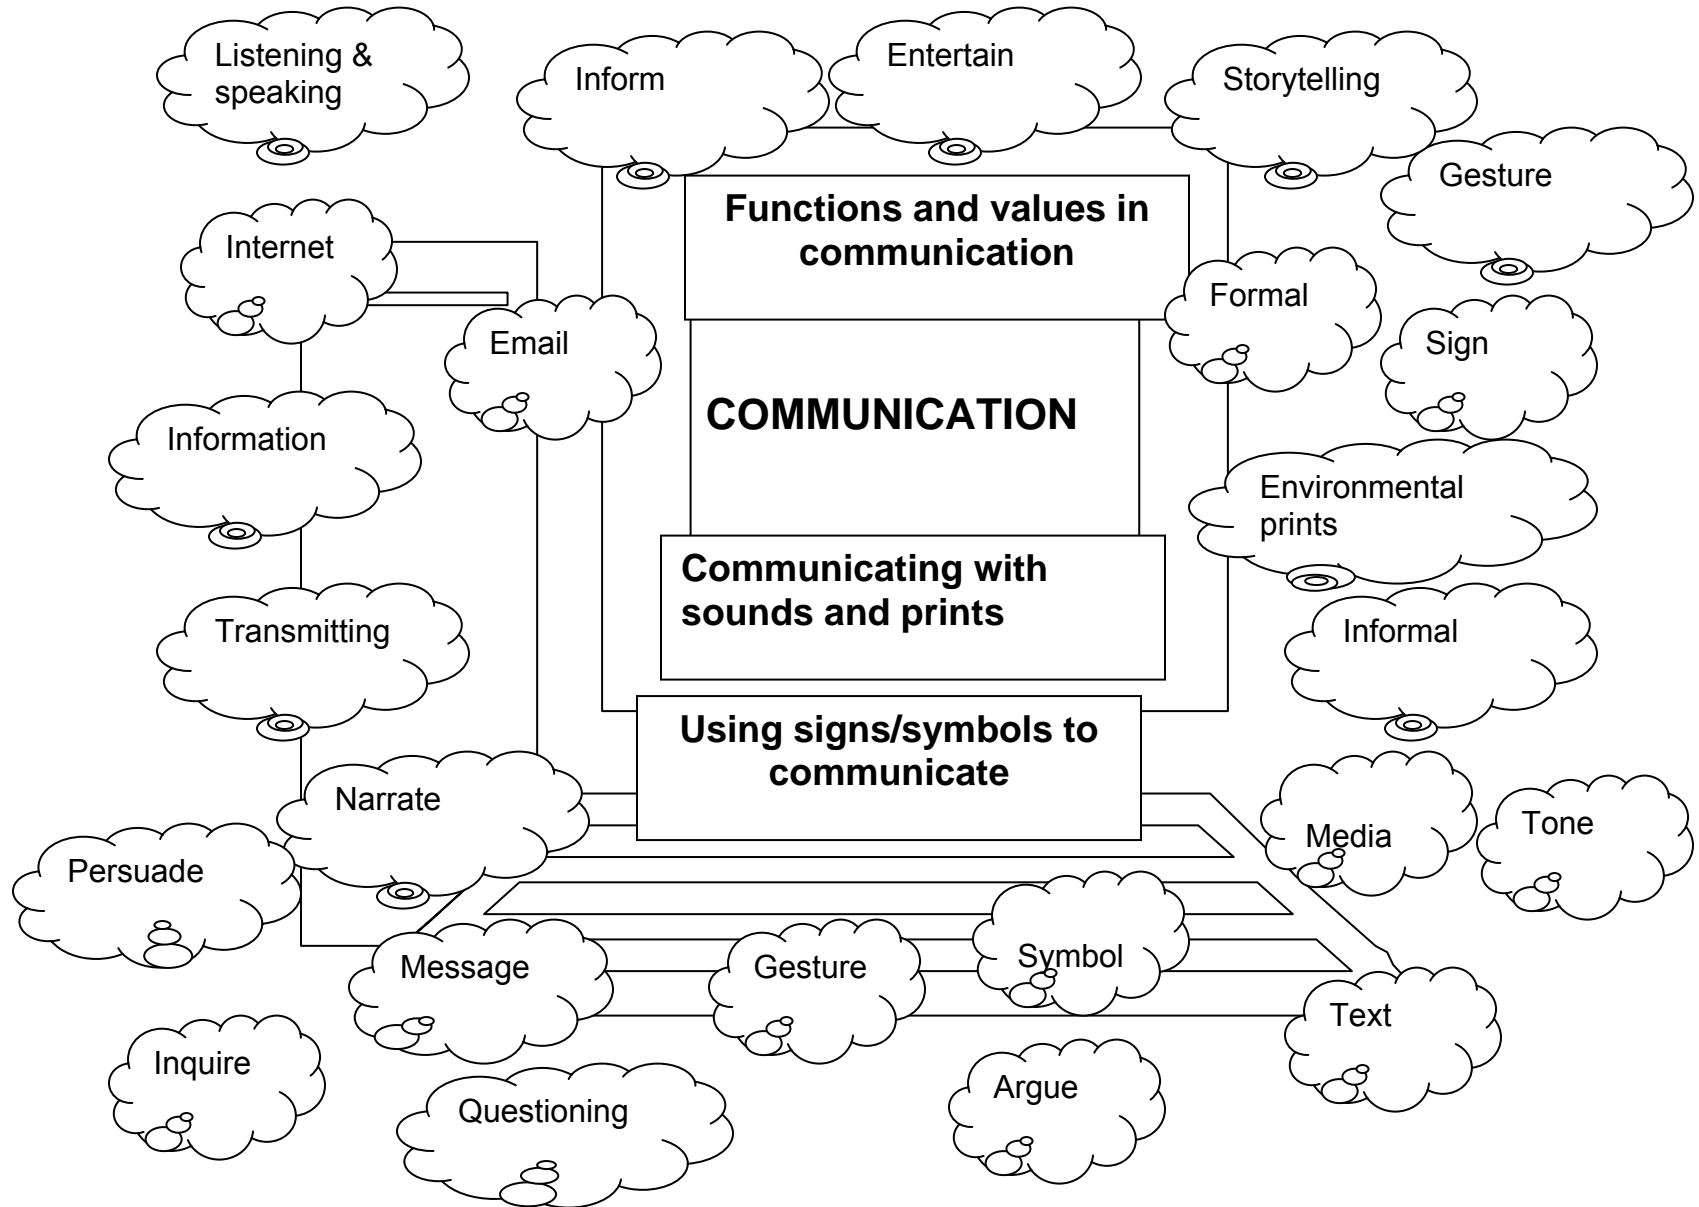 Listening &
speaking
Inform
Entertain
Storytelling
Gesture
Functions and values in
communication
Internet
Formal
Email
Sign
COMMUNICATION
Information
Environmental
prints
Communicating with
sounds and prints
Transmitting
Informal
Using signs/symbols to
communicate
Narrate
Media
Tone
Persuade
Message
Gesture
Symbol
Text
Inquire
Questioning
Argue